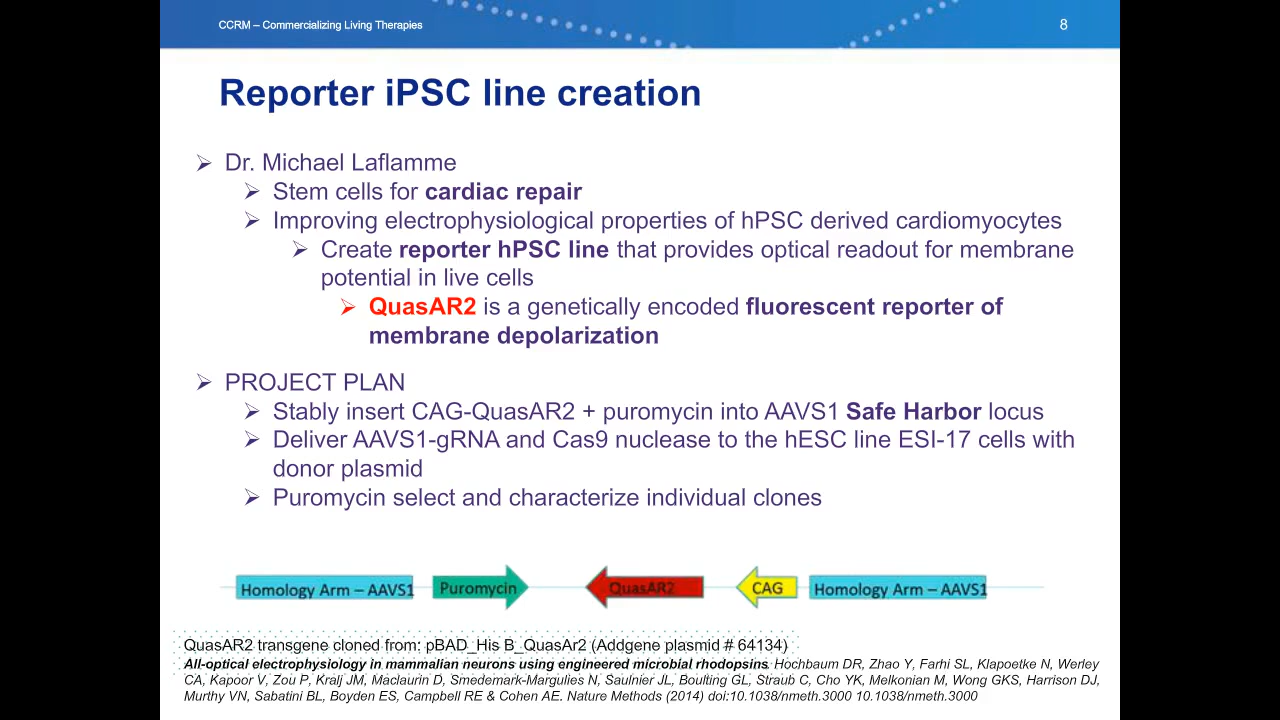 CCRM – Commercializing Living Therapies
8
Reporter iPSC line creation
➢ Dr. Michael Laflamme
➢ Stem cells for cardiac repair
➢ Improving electrophysiological properties of hPSC derived cardiomyocytes
➢ Create reporter hPSC line that provides optical readout for membrane
potential in live cells
➢ QuasAR2 is a genetically encoded fluorescent reporter of
membrane depolarization
➢ PROJECT PLAN
➢ Stably insert CAG-QuasAR2 + puromycin into AAVS1 Safe Harbor locus
➢ Deliver AAVS1-gRNA and Cas9 nuclease to the hESC line ESI-17 cells with
donor plasmid
➢ Puromycin select and characterize individual clones
Homology Arm – AAVS1 Puromycin QuasAR2 CAG Homology Arm – AAVS1
QuasAR2 transgene cloned from: pBAD_His B_QuasAr2 (Addgene plasmid # 64134)
All-optical electrophysiology in mammalian neurons using engineered microbial rhodopsins. Hochbaum DR, Zhao Y, Farhi SL, Klapoetke N, Werley
CA, Kapoor V, Zou P, Kralj JM, Maclaurin D, Smedemark-Margulies N, Saulnier JL, Boulting GL, Straub C, Cho YK, Melkonian M, Wong GKS, Harrison DJ,
Murthy VN, Sabatini BL, Boyden ES, Campbell RE & Cohen AE. Nature Methods (2014) doi:10.1038/nmeth.3000 10.1038/nmeth.3000